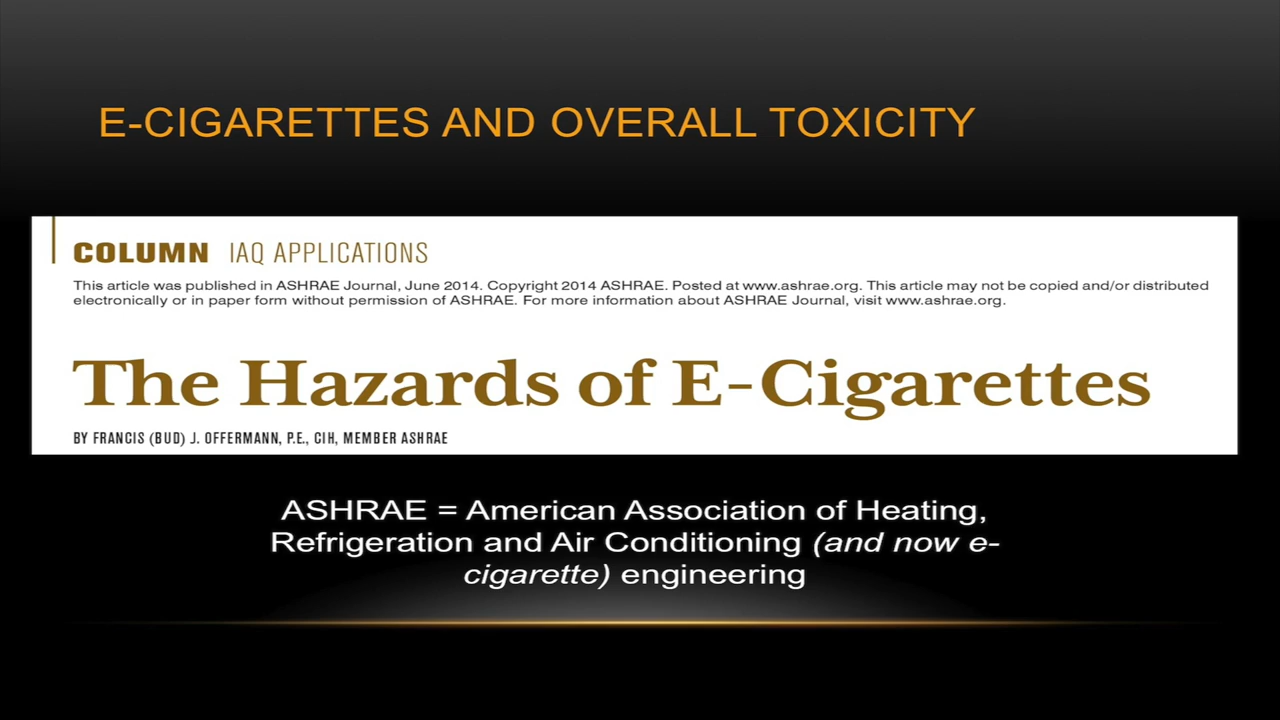 E-CIGARETTES AND OVERALL TOXICITY
COLUMN IAQ APPLICATIONS
This article was published in ASHRAE Journal, June 2014. Copyright 2014 ASHRAE. Posted at www.ashrae.org. This article may not be copied and/or distributed
electronically or in paper form without permission of ASHRAE. For more information about ASHRAE Journal, visit www.ashrae.org.
The Hazards of E-Cigarettes
BY FRANCIS (BUD) J. OFFERMANN, P.E., CIH, MEMBER ASHRAE
ASHRAE = American Association of Heating,
Refrigeration and Air Conditioning (and now e-
cigarette) engineering